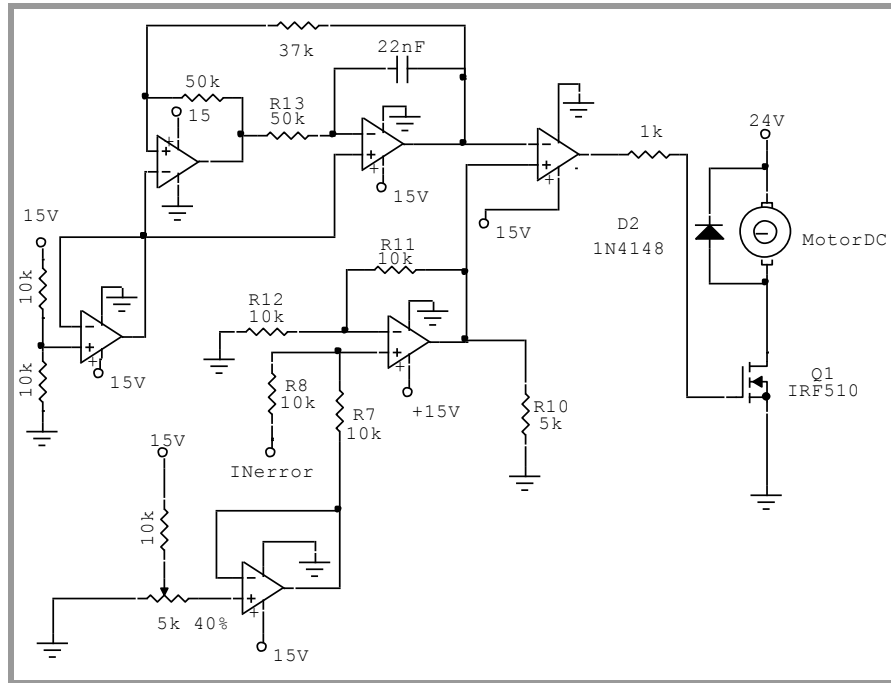 37k
22nF
50k
15
R13
50k
15V
1k
24V
15V
D2
1N4148
MotorDC
15V
10k
10k
15V
R11
10k
R12
10k
R8
10k
R7
10k
+15V
R10
5k
Q1
IRF510
INerror
15V
10k
5k 40%
15V